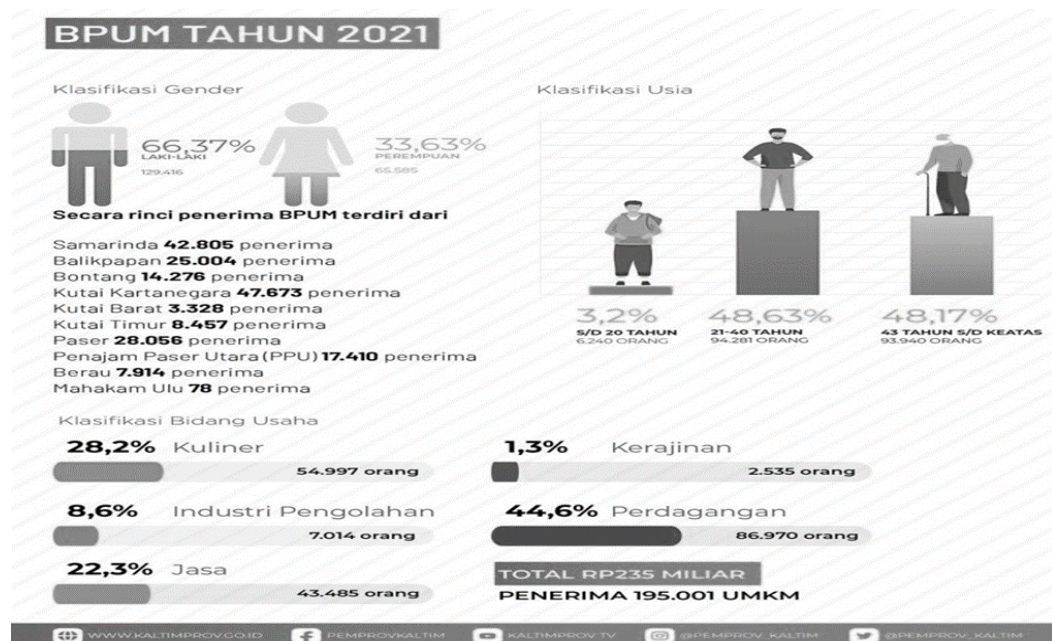 BPUM TAHUN 2021
Klasifikasi Gender
66,37%
LAKI-LAKI
129.416
33,63%
PEREMPUAN
65.585
Secara rinci penerima BPUM terdiri dari
Samarinda 42.805 penerima
Balikpapan 25.004 penerima
Bontang 14.276 penerima
Kutai Kartanegara 47.673 penerima
Kutai Barat 3.328 penerima
Kutai Timur 8.457 penerima
Paser 28.056 penerima
Penajam Paser Utara (PPU) 17.410 penerima
Berau 7.914 penerima
Mahakam Ulu 78 penerima
Klasifikasi Usia
3,2%
S/D 20 TAHUN
6.240 ORANG
48,63%
21-40 TAHUN
94.281 ORANG
48,17%
43 TAHUN S/D KEATAS
93.940 ORANG
Klasifikasi Bidang Usaha
28,2% Kuliner
54.997 orang
8,6% Industri Pengolahan
7.014 orang
22,3% Jasa
43.485 orang
1,3% Kerajinan
2.535 orang
44,6% Perdagangan
86.970 orang
TOTAL RP235 MILIAR
PENERIMA 195.001 UMKM
WWW.KALTIMPROV.GO.ID PEMPROVKALTIM KALTIMPROV TV @PEMPROV_KALTIM @PEMPROV_KALTIM